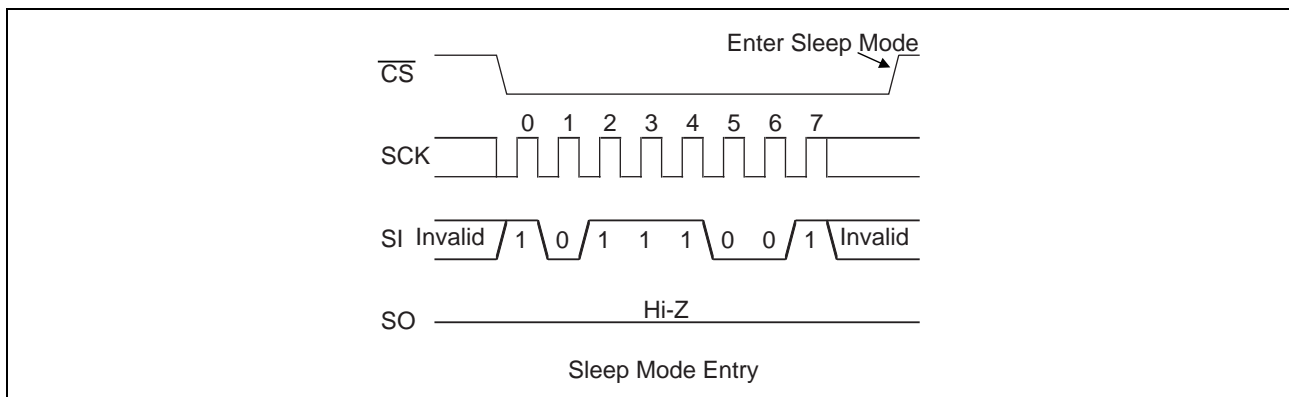 Enter Sleep Mode
CS
0 1 2 3 4 5 6 7
SCK
SI Invalid 1 0 1 1 1 0 0 1 Invalid
Hi-Z
SO
Sleep Mode Entry